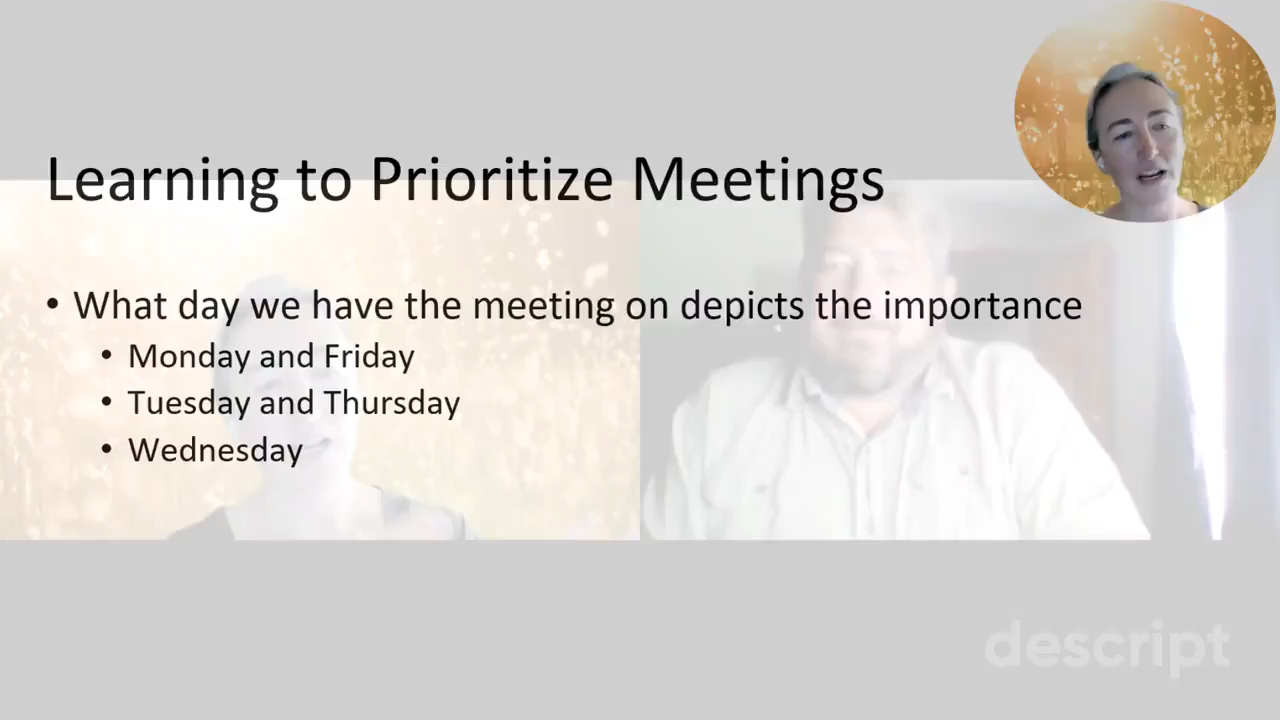 Learning to Prioritize Meetings
• What day we have the meeting on depicts the importance
• Monday and Friday
• Tuesday and Thursday
• Wednesday
descript